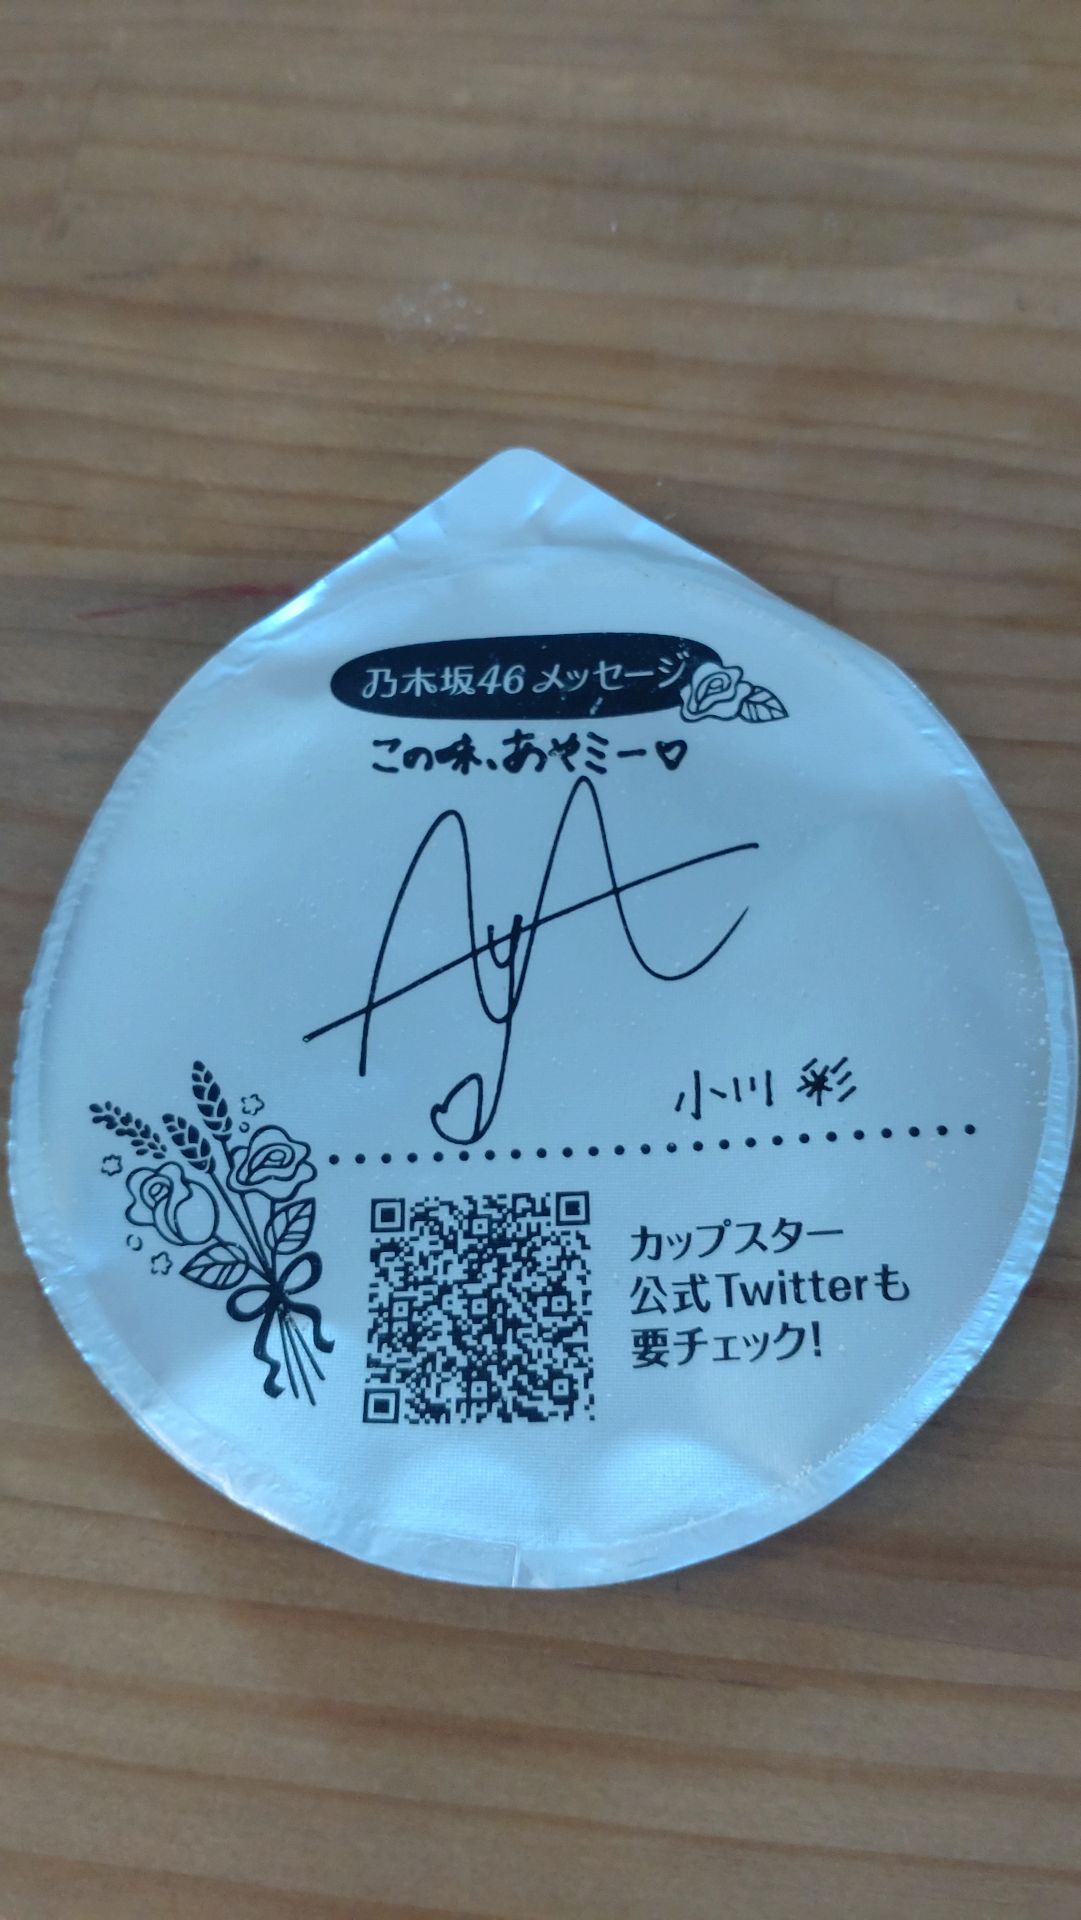 乃木坂46メッセージ
この味、あやミー♡
AyA
小川 彩
カップスター
公式Twitterも
要チェック!